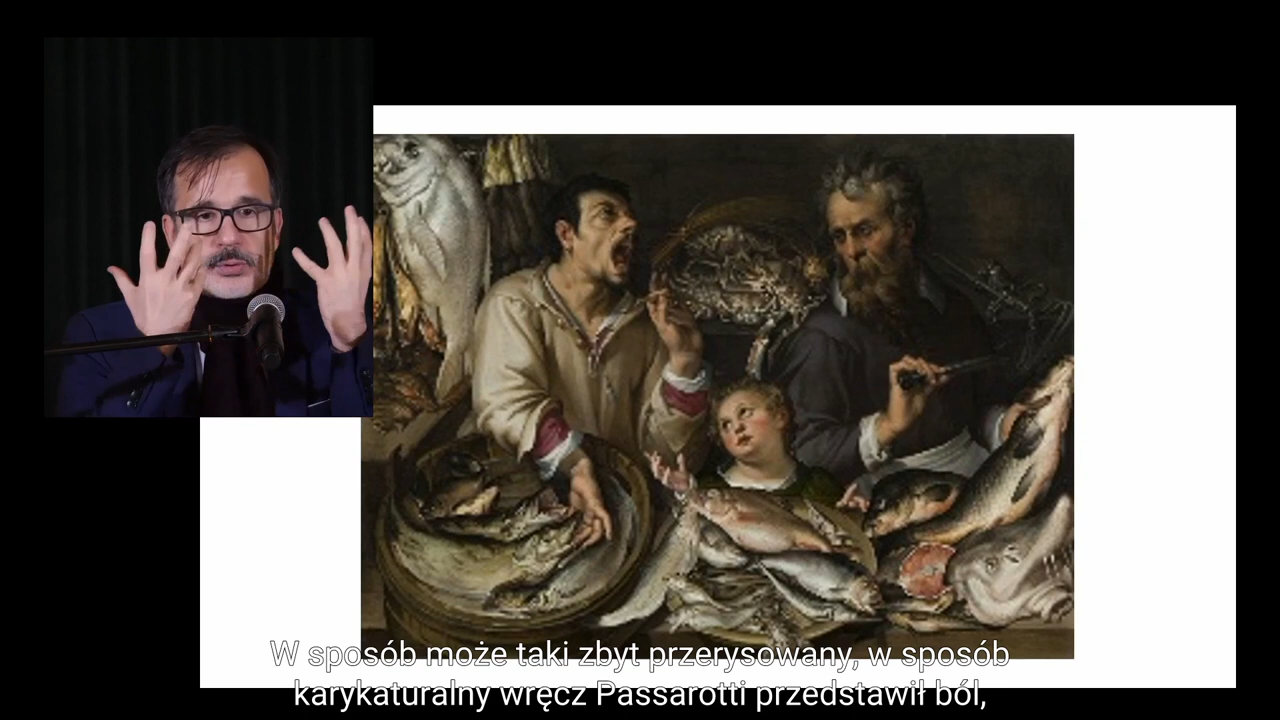 W sposób może taki zbyt przerysowany, w sposób
karykaturalny wręcz Passarotti przedstawił ból,